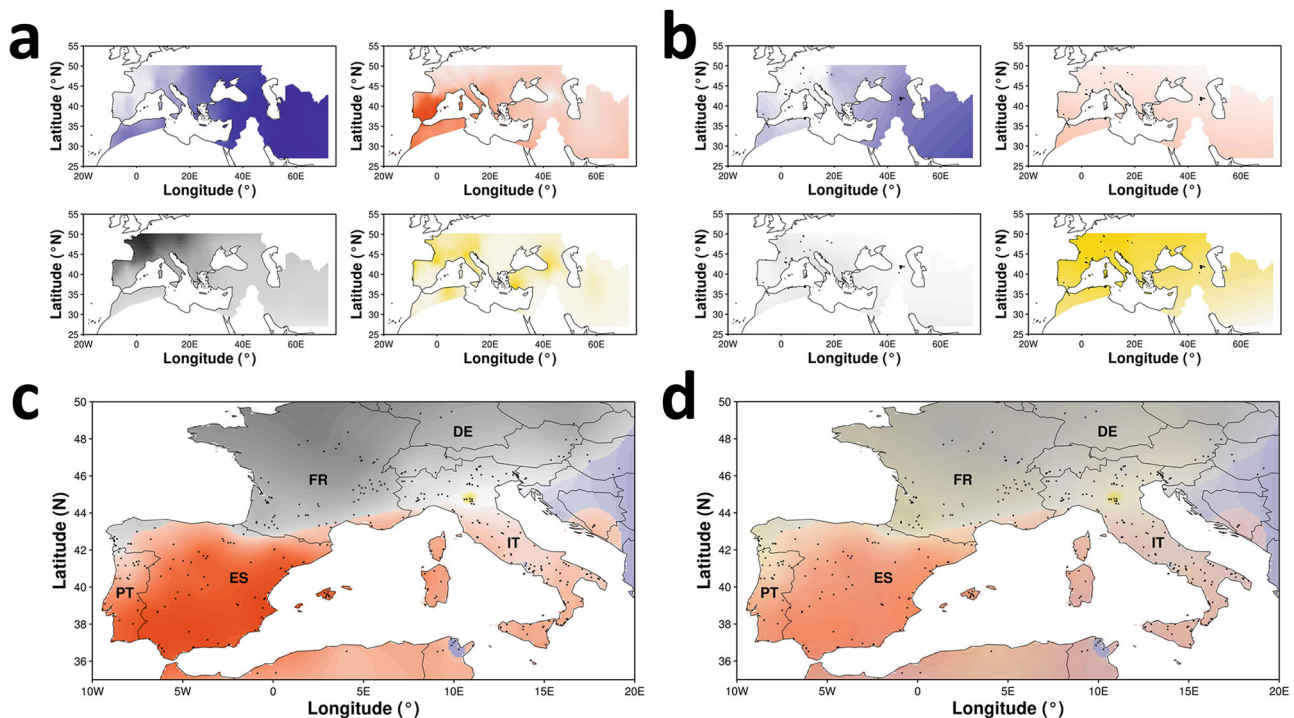 a
b
55
50
45
40
35
30
25
Latitude (°N)
20W 0 20E 40E 60E
Longitude (°)
55
50
45
40
35
30
25
Latitude (°N)
20W 0 20E 40E 60E
Longitude (°)
55
50
45
40
35
30
25
Latitude (°N)
20W 0 20E 40E 60E
Longitude (°)
55
50
45
40
35
30
25
Latitude (°N)
20W 0 20E 40E 60E
Longitude (°)
55
50
45
40
35
30
25
Latitude (°N)
20W 0 20E 40E 60E
Longitude (°)
55
50
45
40
35
30
25
Latitude (°N)
20W 0 20E 40E 60E
Longitude (°)
55
50
45
40
35
30
25
Latitude (°N)
20W 0 20E 40E 60E
Longitude (°)
55
50
45
40
35
30
25
Latitude (°N)
20W 0 20E 40E 60E
Longitude (°)
c
50
48
46
44
42
40
38
36
Latitude (N)
DE
FR
IT
ES
PT
10W 5W 0 5E 10E 15E 20E
Longitude (°)
d
50
48
46
44
42
40
38
36
Latitude (N)
DE
FR
IT
ES
PT
10W 5W 0 5E 10E 15E 20E
Longitude (°)